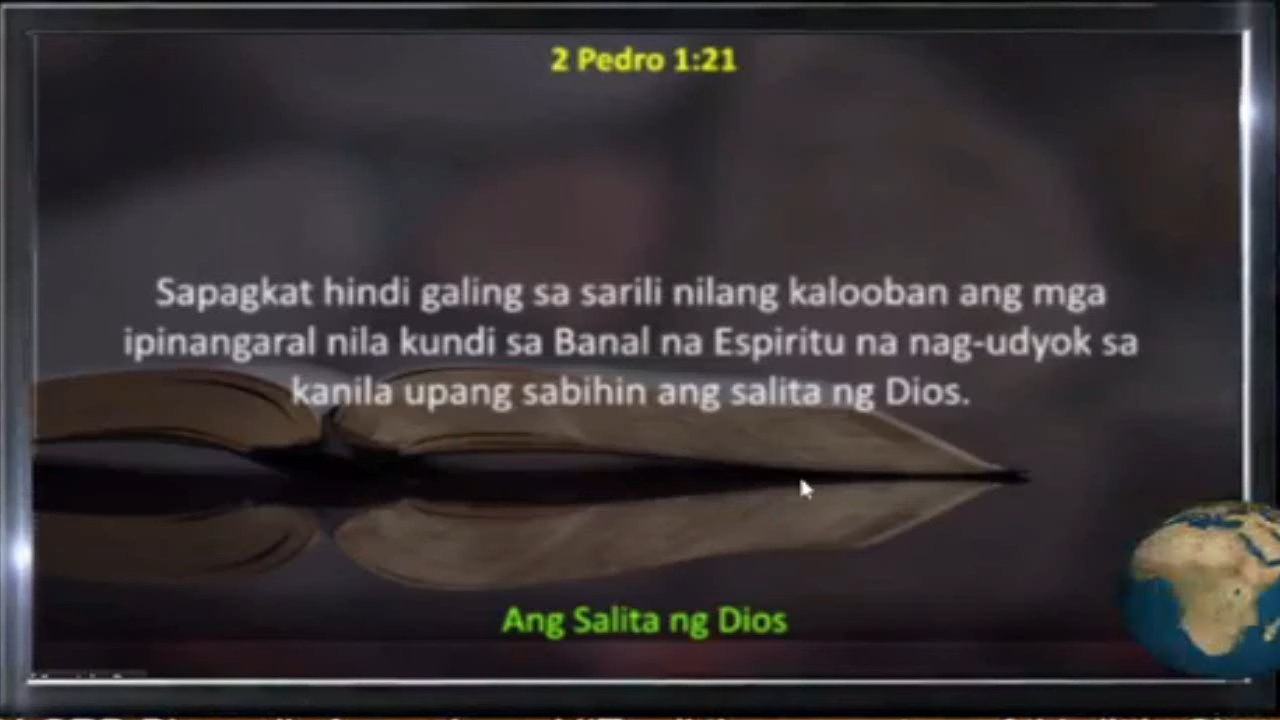 2 Pedro 1:21
Sapagkat hindi galing sa sarili nilang kalooban ang mga
ipinangaral nila kundi sa Banal na Espiritu na nag-udyok sa
kanila upang sabihin ang salita ng Dios.
Ang Salita ng Dios